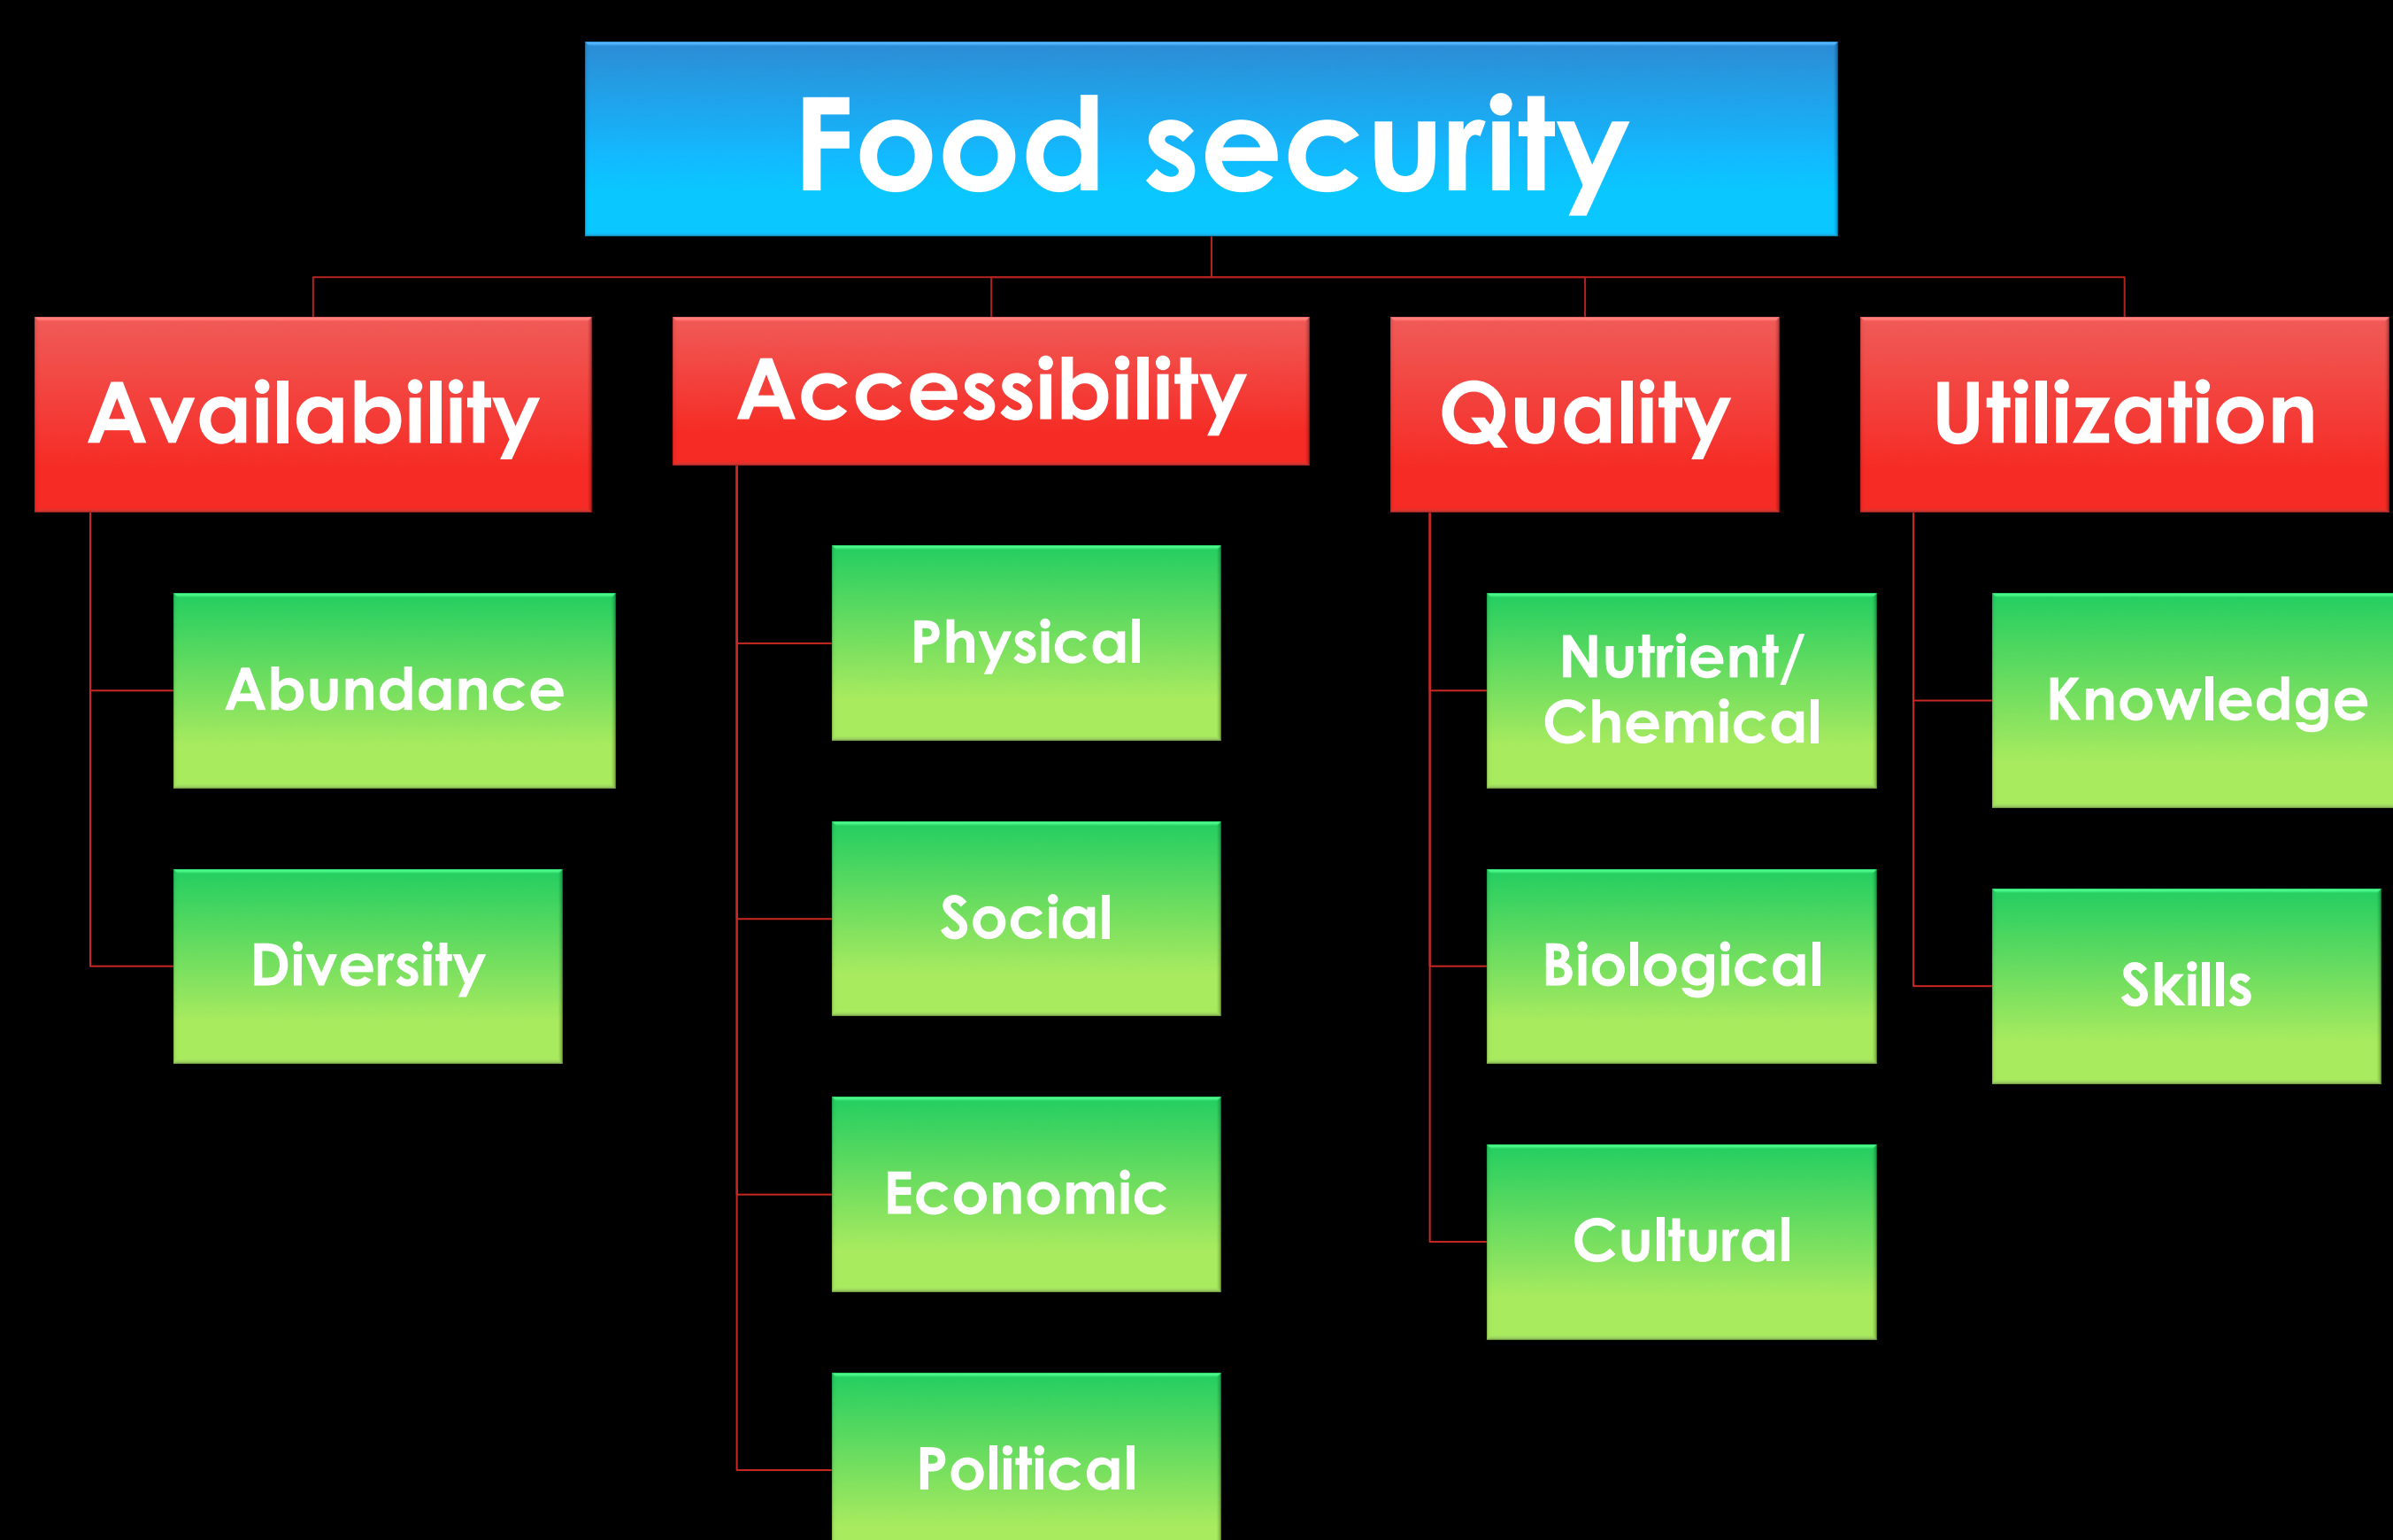 Food security
Availability
Abundance
Diversity
Accessibility
Physical
Social
Economic
Political
Quality
Nutrient/
Chemical
Biological
Cultural
Utilization
Knowledge
Skills